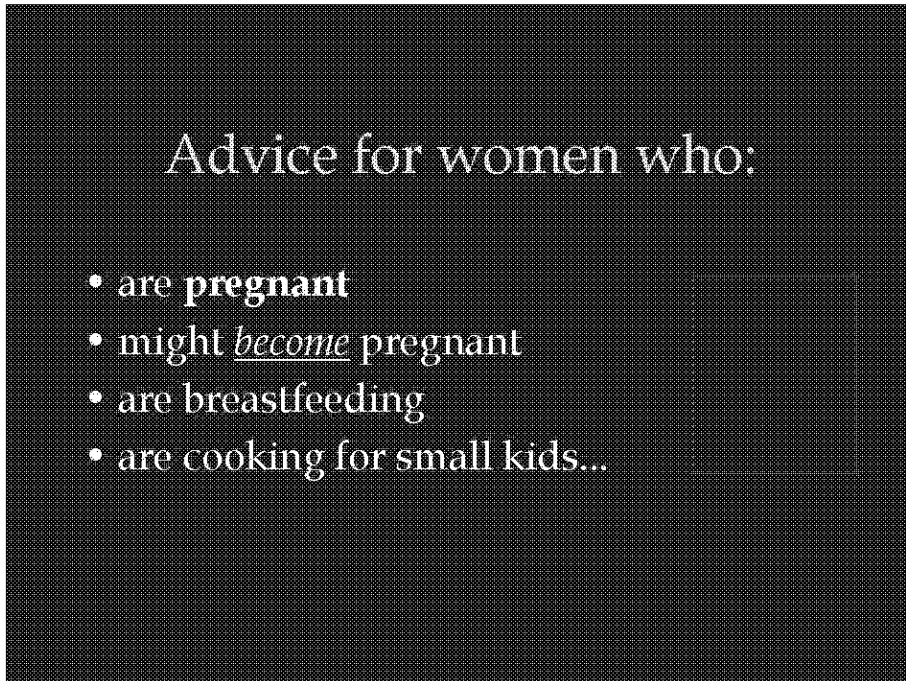 Advice for women who:
• are pregnant
• might become pregnant
• are breastfeeding
• are cooking for small kids...